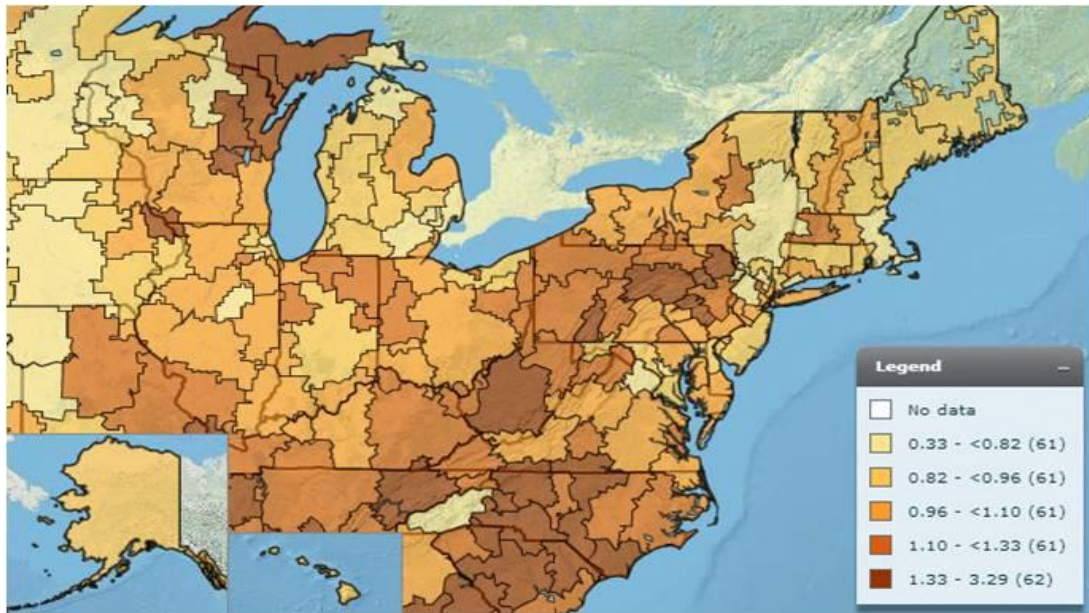 Legend
No data
0.33 - <0.82 (61)
0.82 - <0.96 (61)
0.96 - <1.10 (61)
1.10 - <1.33 (61)
1.33 - 3.29 (62)